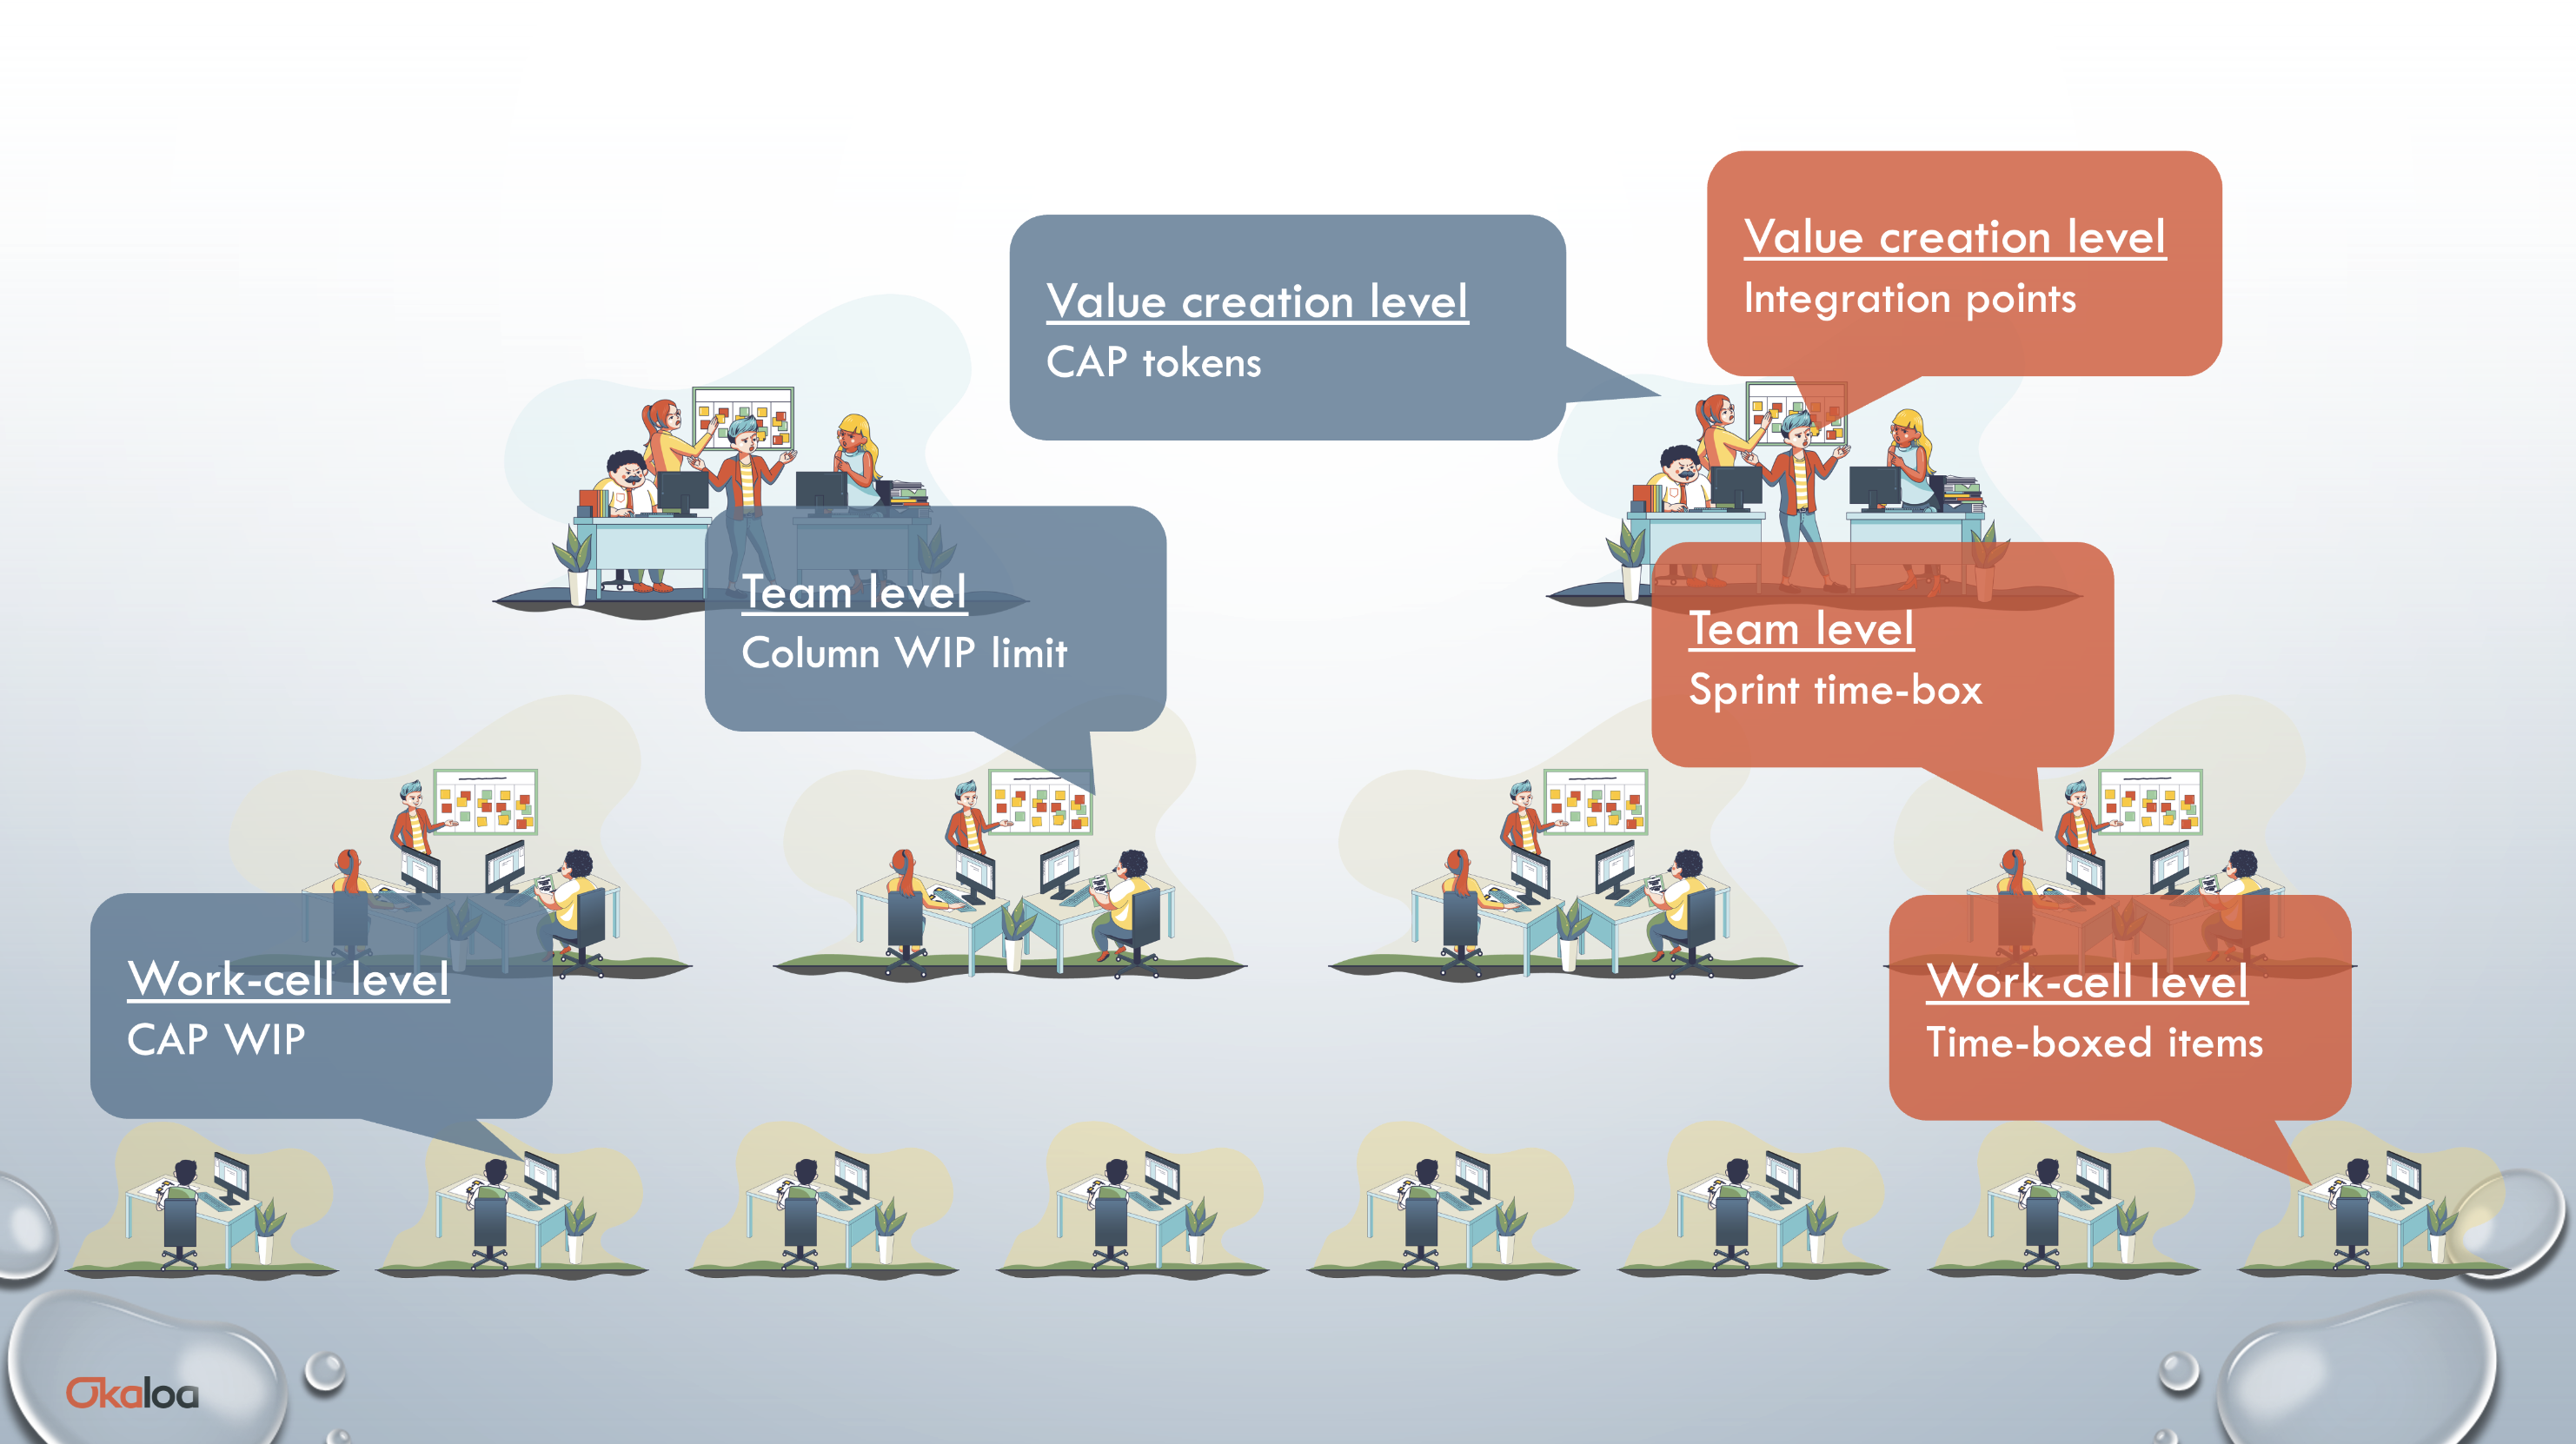 Value creation level
Integration points
Value creation level
CAP tokens
Team level
Column WIP limit
Team level
Sprint time-box
Work-cell level
CAP WIP
Work-cell level
Time-boxed items
Okaloa